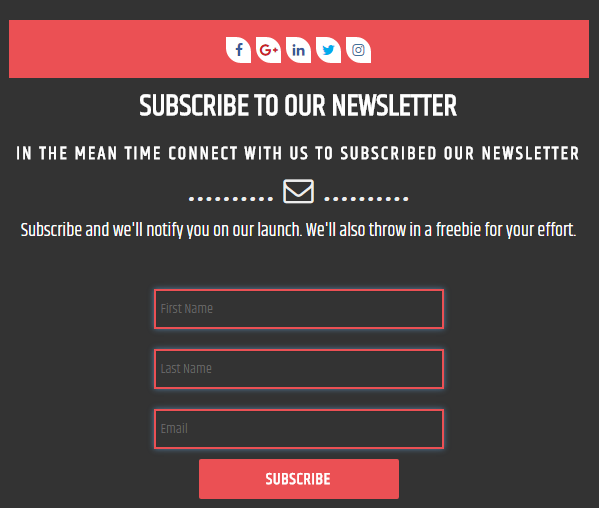 SUBSCRIBE TO OUR NEWSLETTER
IN THE MEAN TIME CONNECT WITH US TO SUBSCRIBED OUR NEWSLETTER
Subscribe and we'll notify you on our launch. We'll also throw in a freebie for your effort.
First Name
Last Name
Email
SUBSCRIBE